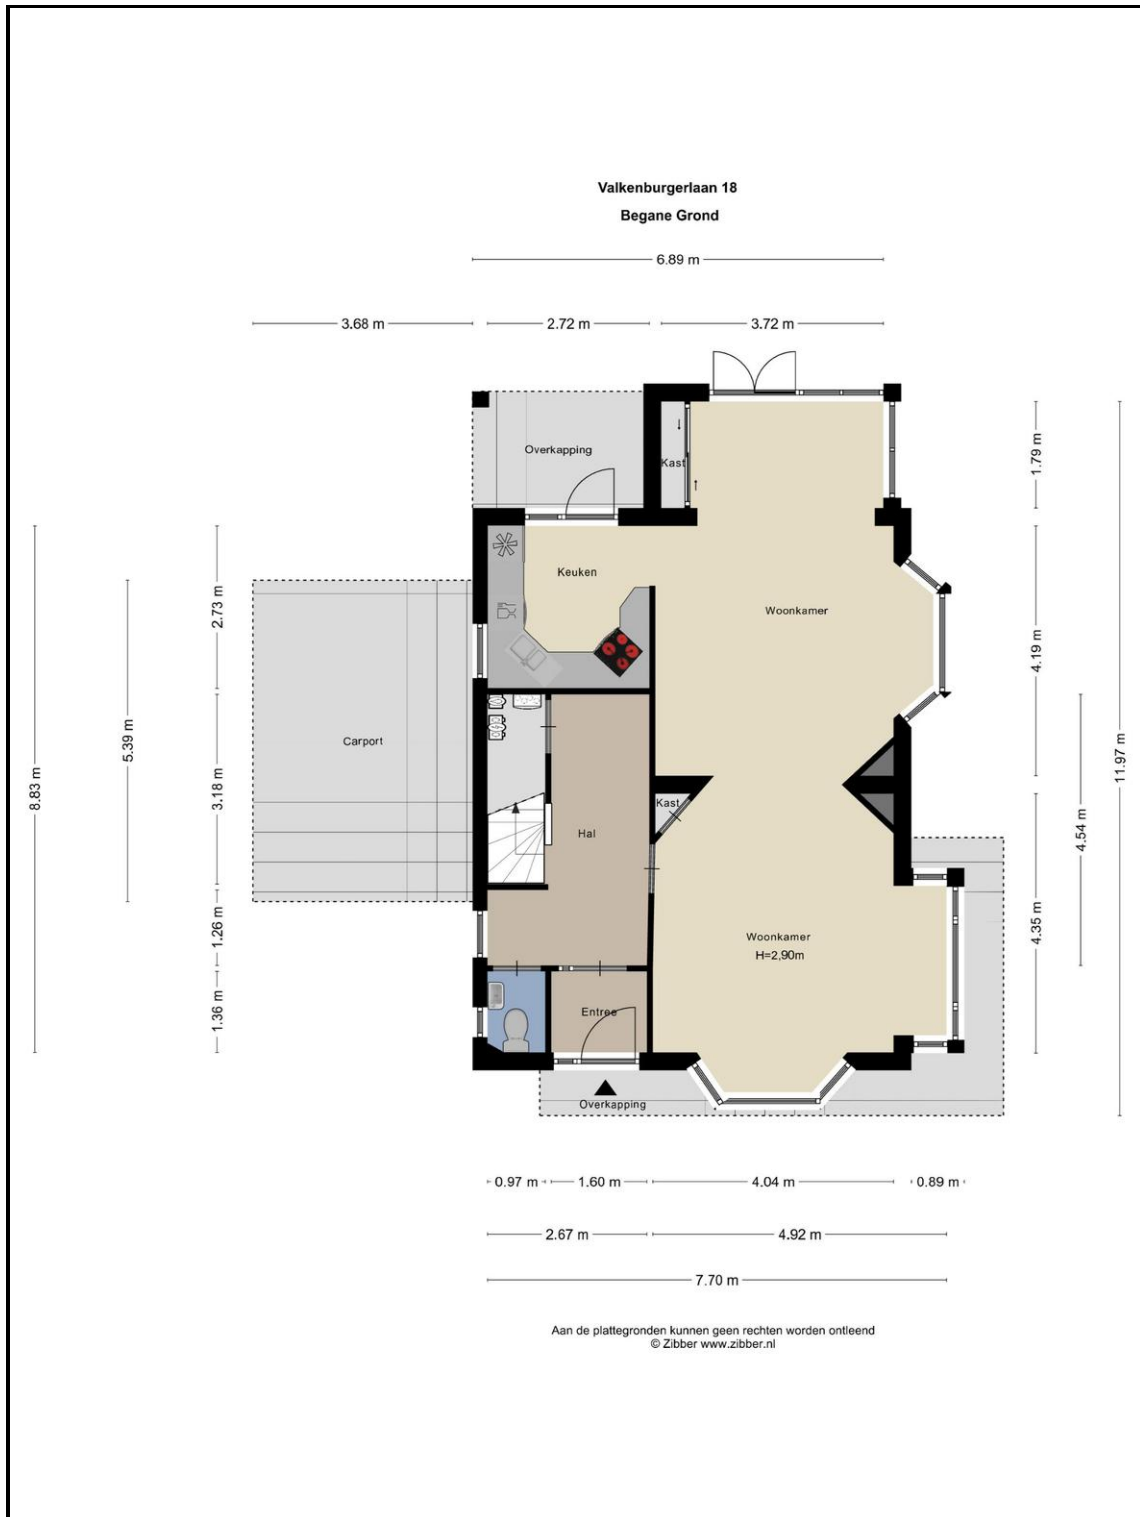 Valkenburgerlaan 18
Begane Grond
6.89 m
3.68 m
2.72 m
3.72 m
Overkapping
Kast
1.79 m
Keuken
Woonkamer
2.73 m
4.19 m
Carport
5.39 m
8.83 m
3.18 m
11.97 m
Kast
Hal
4.54 m
1.26 m
4.35 m
Woonkamer
H=2,90m
1.36 m
Entree
Overkapping
0.97 m
1.60 m
4.04 m
0.89 m
2.67 m
4.92 m
7.70 m
Aan de plattegronden kunnen geen rechten worden ontleend
© Zibber www.zibber.nl